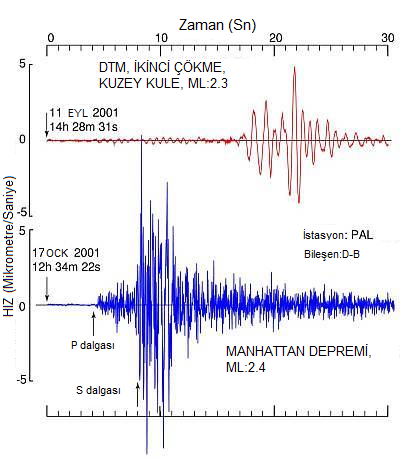 Zaman (Sn)
0 10 20 30
DTM, İKİNCİ ÇÖKME,
KUZEY KULE, ML:2.3
5
11 EYL 2001
14h 28m 31s
0
-5
HIZ (Mikrometre/Saniye)
5
İstasyon: PAL
Bileşen:D-B
17OCK 2001
12h 34m 22s
0
P dalgası
MANHATTAN DEPREMİ,
ML:2.4
-5
S dalgası